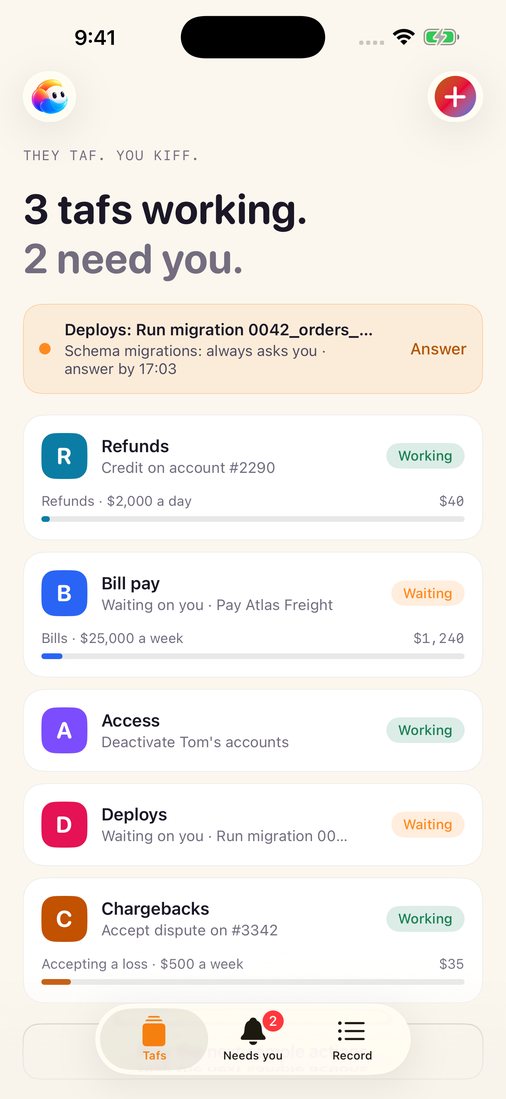 9:41
THEY TAF. YOU KIFF.
3 tafs working.
2 need you.
Deploys: Run migration 0042_orders_...
Schema migrations: always asks you ·
answer by 17:03
Answer
R
Refunds
Credit on account #2290
Working
Refunds · $2,000 a day
$40
B
Bill pay
Waiting on you · Pay Atlas Freight
Waiting
Bills · $25,000 a week
$1,240
A
Access
Deactivate Tom's accounts
Working
D
Deploys
Waiting on you · Run migration 00...
Waiting
C
Chargebacks
Accept dispute on #3342
Working
Accepting a loss · $500 a week
$35
2
Tafs
Needs you
Record